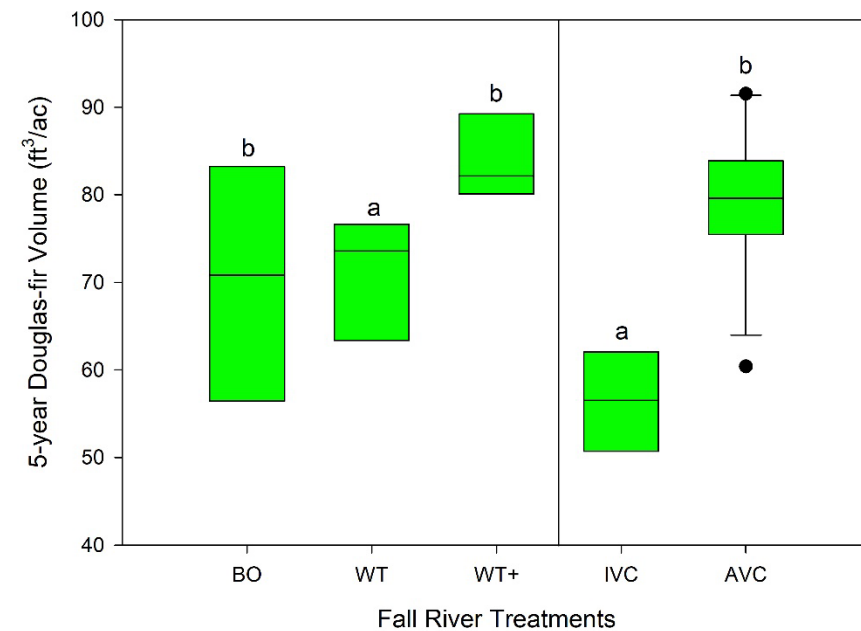 5-year Douglas-fir Volume (ft³/ac)
100
90
80
70
60
50
40
b
a
b
a
b
BO WT WT+ IVC AVC
Fall River Treatments